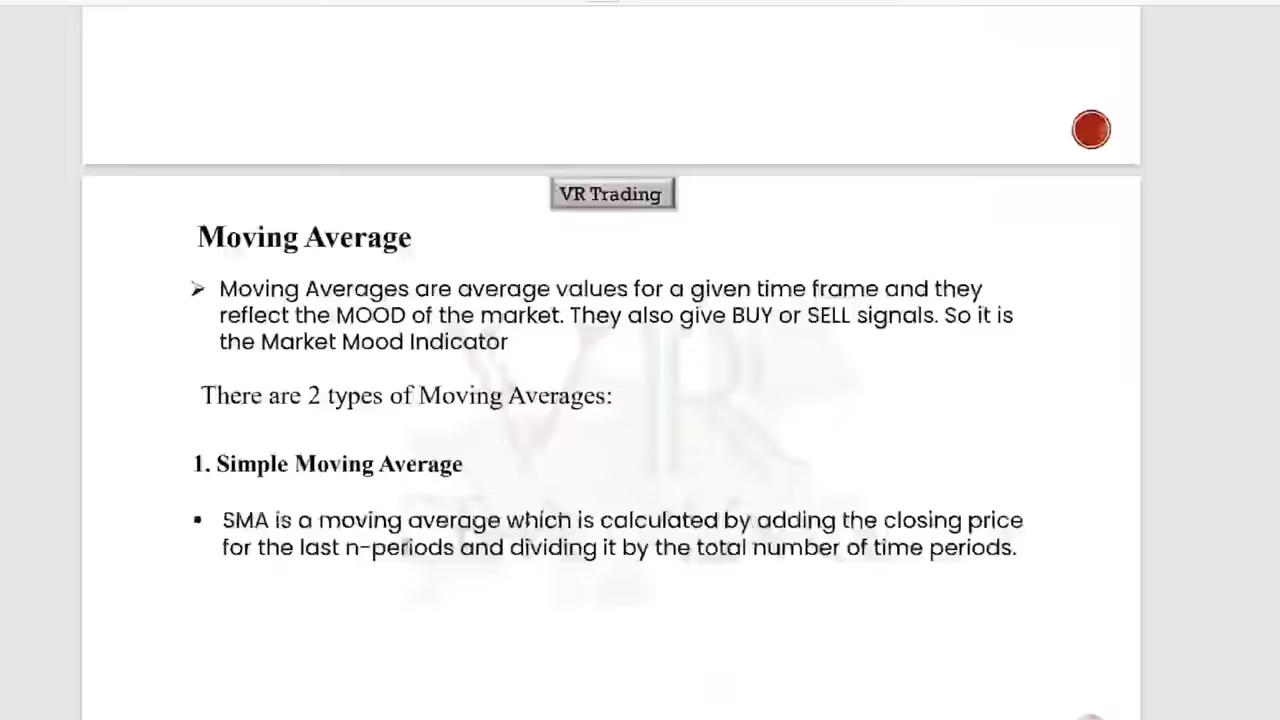 VR Trading
Moving Average
➢ Moving Averages are average values for a given time frame and they
reflect the MOOD of the market. They also give BUY or SELL signals. So it is
the Market Mood Indicator
There are 2 types of Moving Averages:
1. Simple Moving Average
▪ SMA is a moving average which is calculated by adding the closing price
for the last n-periods and dividing it by the total number of time periods.